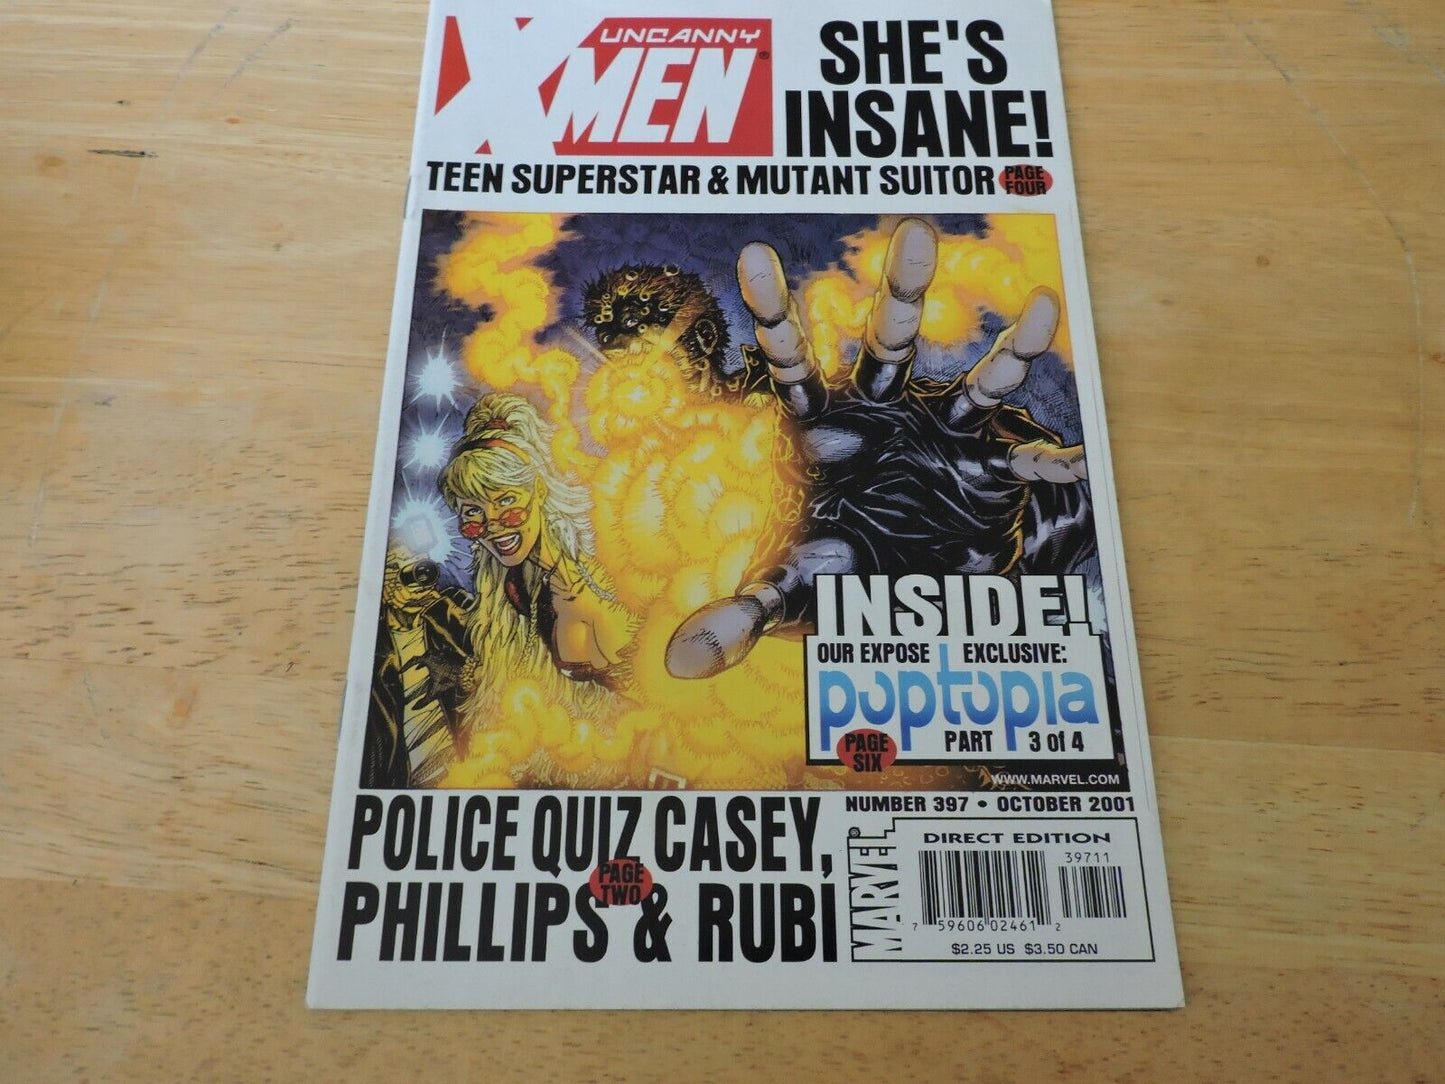 UNCANNY
X-MEN®
SHE'S
INSANE!
TEEN SUPERSTAR & MUTANT SUITOR PAGE FOUR
INSIDE!
OUR EXPOSE EXCLUSIVE:
poptopia
PAGE SIX
PART 3 of 4
WWW.MARVEL.COM
NUMBER 397 • OCTOBER 2001
POLICE QUIZ CASEY,
PAGE TWO
PHILLIPS & RUBÍ
MARVEL®
DIRECT EDITION
39711
7 59606 02461 2
$2.25 US $3.50 CAN